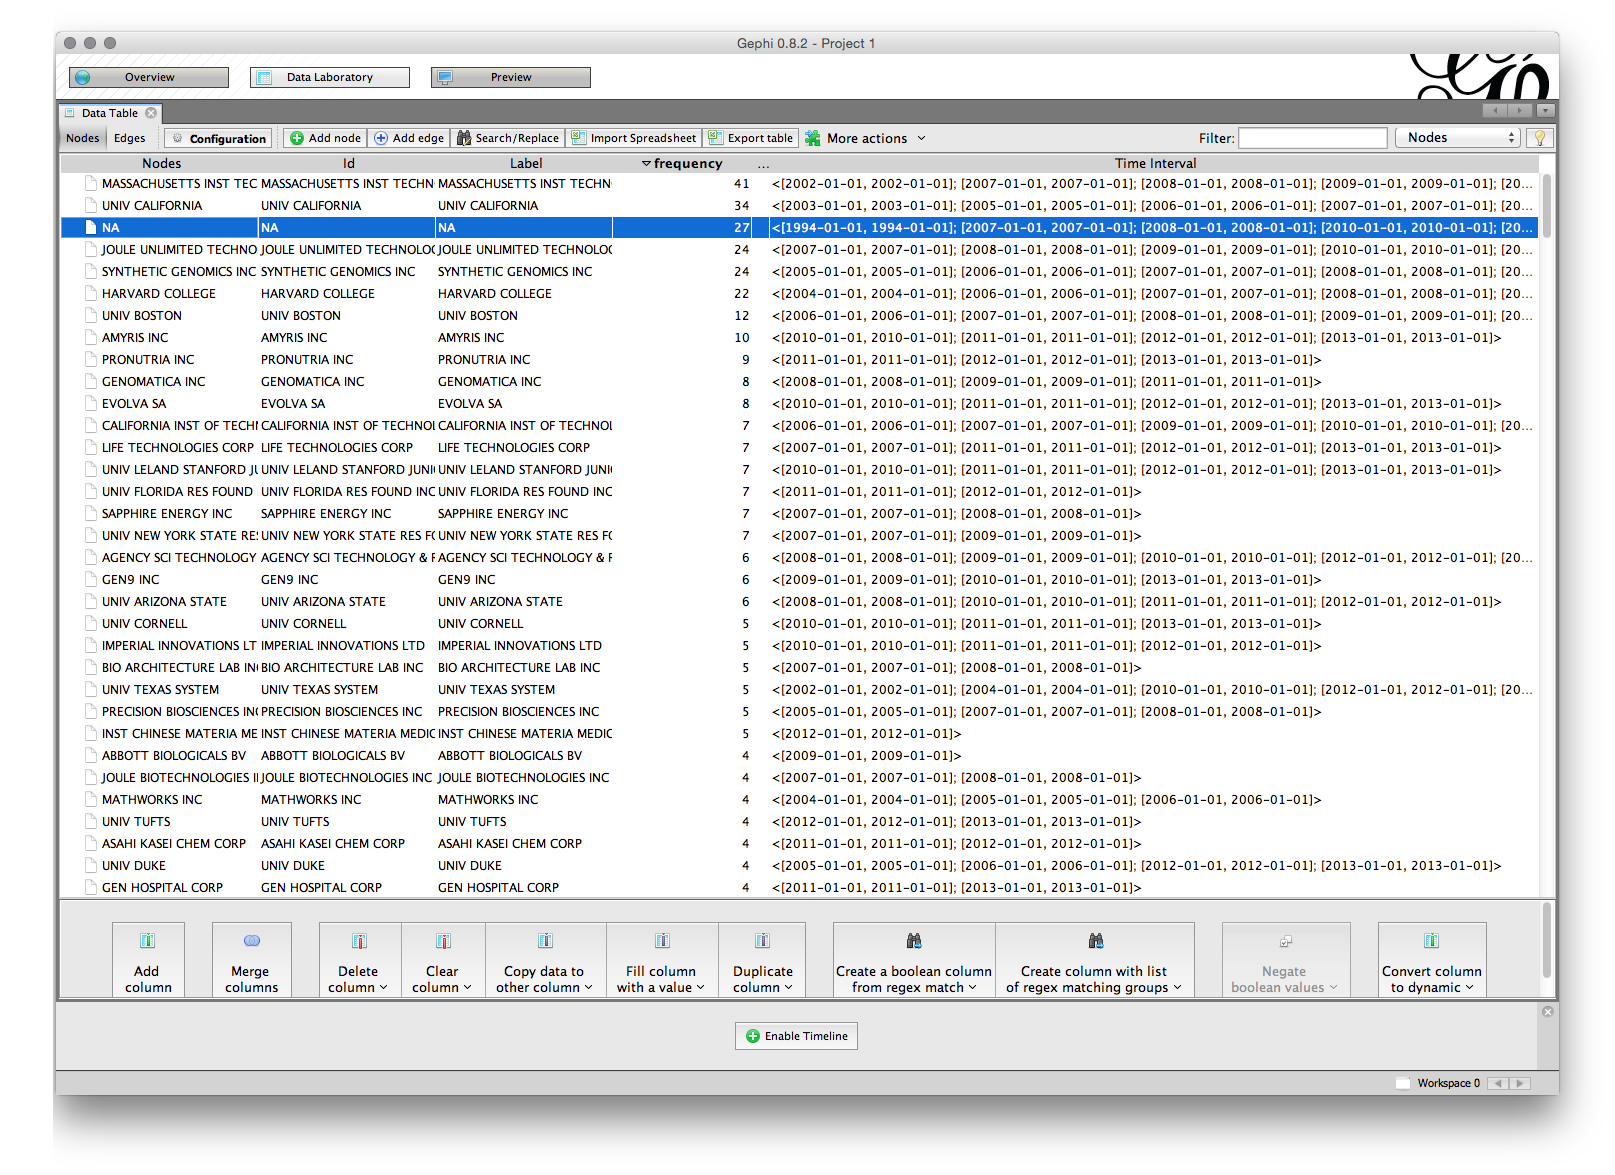 Gephi 0.8.2 - Project 1
Overview Data Laboratory Preview
Data Table
Nodes Edges Configuration Add node Add edge Search/Replace Import Spreadsheet Export table More actions Filter: Nodes
Nodes Id Label frequency ... Time Interval
MASSACHUSETTS INST TEC MASSACHUSETTS INST TECHN MASSACHUSETTS INST TECHN 41 <[2002-01-01, 2002-01-01]; [2007-01-01, 2007-01-01]; [2008-01-01, 2008-01-01]; [2009-01-01, 2009-01-01]; [20...
UNIV CALIFORNIA UNIV CALIFORNIA UNIV CALIFORNIA 34 <[2003-01-01, 2003-01-01]; [2005-01-01, 2005-01-01]; [2006-01-01, 2006-01-01]; [2007-01-01, 2007-01-01]; [20...
NA NA NA 27 <[1994-01-01, 1994-01-01]; [2007-01-01, 2007-01-01]; [2008-01-01, 2008-01-01]; [2010-01-01, 2010-01-01]; [20...
JOULE UNLIMITED TECHNO JOULE UNLIMITED TECHNOLO JOULE UNLIMITED TECHNOLO 24 <[2007-01-01, 2007-01-01]; [2008-01-01, 2008-01-01]; [2009-01-01, 2009-01-01]; [2010-01-01, 2010-01-01]; [20...
SYNTHETIC GENOMICS INC SYNTHETIC GENOMICS INC SYNTHETIC GENOMICS INC 24 <[2005-01-01, 2005-01-01]; [2006-01-01, 2006-01-01]; [2007-01-01, 2007-01-01]; [2008-01-01, 2008-01-01]; [20...
HARVARD COLLEGE HARVARD COLLEGE HARVARD COLLEGE 22 <[2004-01-01, 2004-01-01]; [2006-01-01, 2006-01-01]; [2007-01-01, 2007-01-01]; [2008-01-01, 2008-01-01]; [20...
UNIV BOSTON UNIV BOSTON UNIV BOSTON 12 <[2006-01-01, 2006-01-01]; [2007-01-01, 2007-01-01]; [2008-01-01, 2008-01-01]; [2009-01-01, 2009-01-01]; [20...
AMYRIS INC AMYRIS INC AMYRIS INC 10 <[2010-01-01, 2010-01-01]; [2011-01-01, 2011-01-01]; [2012-01-01, 2012-01-01]; [2013-01-01, 2013-01-01]>
PRONUTRIA INC PRONUTRIA INC PRONUTRIA INC 9 <[2011-01-01, 2011-01-01]; [2012-01-01, 2012-01-01]; [2013-01-01, 2013-01-01]>
GENOMATICA INC GENOMATICA INC GENOMATICA INC 8 <[2008-01-01, 2008-01-01]; [2009-01-01, 2009-01-01]; [2011-01-01, 2011-01-01]>
EVOLVA SA EVOLVA SA EVOLVA SA 8 <[2010-01-01, 2010-01-01]; [2011-01-01, 2011-01-01]; [2012-01-01, 2012-01-01]; [2013-01-01, 2013-01-01]>
CALIFORNIA INST OF TECH CALIFORNIA INST OF TECHNOL CALIFORNIA INST OF TECHNOL 7 <[2006-01-01, 2006-01-01]; [2007-01-01, 2007-01-01]; [2009-01-01, 2009-01-01]; [2010-01-01, 2010-01-01]; [20...
LIFE TECHNOLOGIES CORP LIFE TECHNOLOGIES CORP LIFE TECHNOLOGIES CORP 7 <[2007-01-01, 2007-01-01]; [2011-01-01, 2011-01-01]; [2012-01-01, 2012-01-01]; [2013-01-01, 2013-01-01]>
UNIV LELAND STANFORD JU UNIV LELAND STANFORD JUNI UNIV LELAND STANFORD JUNI 7 <[2010-01-01, 2010-01-01]; [2011-01-01, 2011-01-01]; [2012-01-01, 2012-01-01]; [2013-01-01, 2013-01-01]>
UNIV FLORIDA RES FOUND UNIV FLORIDA RES FOUND INC UNIV FLORIDA RES FOUND INC 7 <[2011-01-01, 2011-01-01]; [2012-01-01, 2012-01-01]>
SAPPHIRE ENERGY INC SAPPHIRE ENERGY INC SAPPHIRE ENERGY INC 7 <[2007-01-01, 2007-01-01]; [2008-01-01, 2008-01-01]>
UNIV NEW YORK STATE RE UNIV NEW YORK STATE RES F UNIV NEW YORK STATE RES F 7 <[2007-01-01, 2007-01-01]; [2009-01-01, 2009-01-01]>
AGENCY SCI TECHNOLOGY AGENCY SCI TECHNOLOGY & AGENCY SCI TECHNOLOGY & 6 <[2008-01-01, 2008-01-01]; [2009-01-01, 2009-01-01]; [2010-01-01, 2010-01-01]; [2012-01-01, 2012-01-01]; [20...
GEN9 INC GEN9 INC GEN9 INC 6 <[2009-01-01, 2009-01-01]; [2010-01-01, 2010-01-01]; [2013-01-01, 2013-01-01]>
UNIV ARIZONA STATE UNIV ARIZONA STATE UNIV ARIZONA STATE 6 <[2008-01-01, 2008-01-01]; [2010-01-01, 2010-01-01]; [2011-01-01, 2011-01-01]; [2012-01-01, 2012-01-01]>
UNIV CORNELL UNIV CORNELL UNIV CORNELL 5 <[2010-01-01, 2010-01-01]; [2011-01-01, 2011-01-01]; [2013-01-01, 2013-01-01]>
IMPERIAL INNOVATIONS LT IMPERIAL INNOVATIONS LTD IMPERIAL INNOVATIONS LTD 5 <[2010-01-01, 2010-01-01]; [2011-01-01, 2011-01-01]; [2012-01-01, 2012-01-01]>
BIO ARCHITECTURE LAB IN BIO ARCHITECTURE LAB INC BIO ARCHITECTURE LAB INC 5 <[2007-01-01, 2007-01-01]; [2008-01-01, 2008-01-01]>
UNIV TEXAS SYSTEM UNIV TEXAS SYSTEM UNIV TEXAS SYSTEM 5 <[2002-01-01, 2002-01-01]; [2004-01-01, 2004-01-01]; [2010-01-01, 2010-01-01]; [2012-01-01, 2012-01-01]; [20...
PRECISION BIOSCIENCES IN PRECISION BIOSCIENCES INC PRECISION BIOSCIENCES INC 5 <[2005-01-01, 2005-01-01]; [2007-01-01, 2007-01-01]; [2008-01-01, 2008-01-01]>
INST CHINESE MATERIA ME INST CHINESE MATERIA MEDIC INST CHINESE MATERIA MEDIC 5 <[2012-01-01, 2012-01-01]>
ABBOTT BIOLOGICALS BV ABBOTT BIOLOGICALS BV ABBOTT BIOLOGICALS BV 4 <[2009-01-01, 2009-01-01]>
JOULE BIOTECHNOLOGIES I JOULE BIOTECHNOLOGIES INC JOULE BIOTECHNOLOGIES INC 4 <[2007-01-01, 2007-01-01]; [2008-01-01, 2008-01-01]>
MATHWORKS INC MATHWORKS INC MATHWORKS INC 4 <[2004-01-01, 2004-01-01]; [2005-01-01, 2005-01-01]; [2006-01-01, 2006-01-01]>
UNIV TUFTS UNIV TUFTS UNIV TUFTS 4 <[2012-01-01, 2012-01-01]; [2013-01-01, 2013-01-01]>
ASAHI KASEI CHEM CORP ASAHI KASEI CHEM CORP ASAHI KASEI CHEM CORP 4 <[2011-01-01, 2011-01-01]; [2012-01-01, 2012-01-01]>
UNIV DUKE UNIV DUKE UNIV DUKE 4 <[2005-01-01, 2005-01-01]; [2006-01-01, 2006-01-01]; [2012-01-01, 2012-01-01]; [2013-01-01, 2013-01-01]>
GEN HOSPITAL CORP GEN HOSPITAL CORP GEN HOSPITAL CORP 4 <[2011-01-01, 2011-01-01]; [2013-01-01, 2013-01-01]>
Add column
Merge columns
Delete column
Clear column
Copy data to other column
Fill column with a value
Duplicate column
Create a boolean column from regex match
Create column with list of regex matching groups
Negate boolean values
Convert column to dynamic
Enable Timeline
Workspace 0